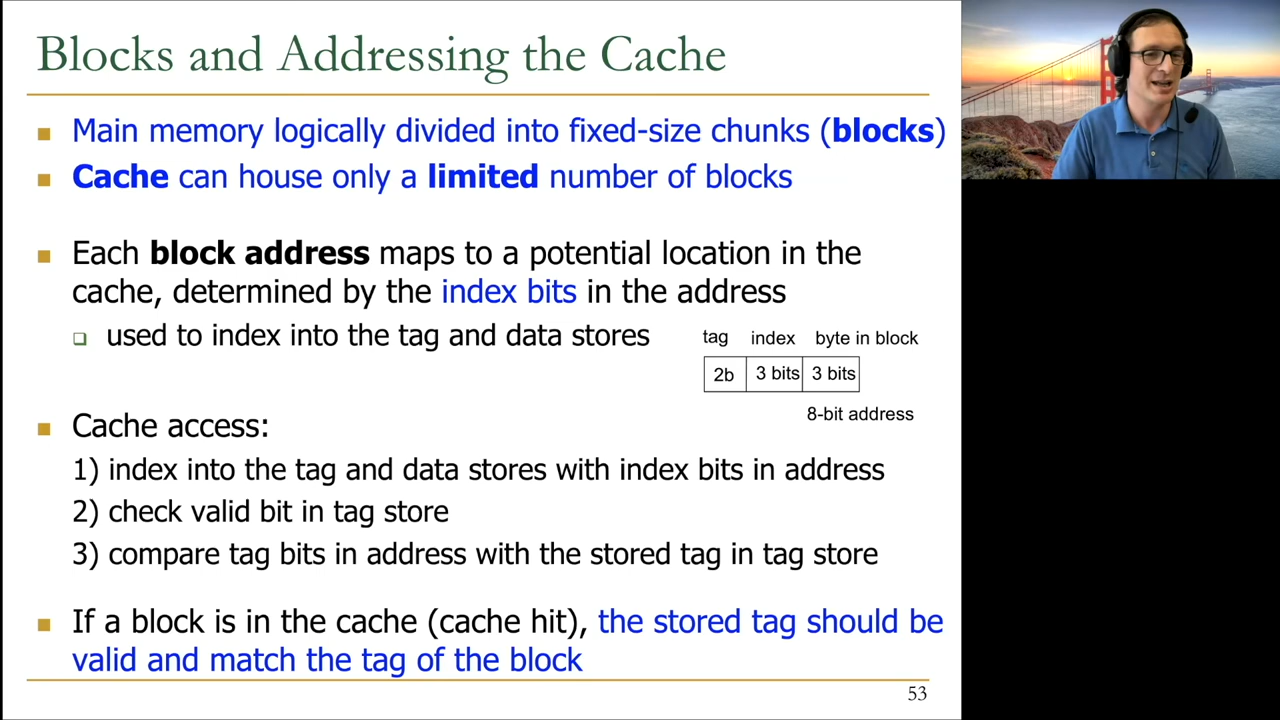 Blocks and Addressing the Cache
Main memory logically divided into fixed-size chunks (blocks)
Cache can house only a limited number of blocks
Each block address maps to a potential location in the
cache, determined by the index bits in the address
used to index into the tag and data stores
tag index byte in block
2b 3 bits 3 bits
8-bit address
Cache access:
1) index into the tag and data stores with index bits in address
2) check valid bit in tag store
3) compare tag bits in address with the stored tag in tag store
If a block is in the cache (cache hit), the stored tag should be
valid and match the tag of the block
53